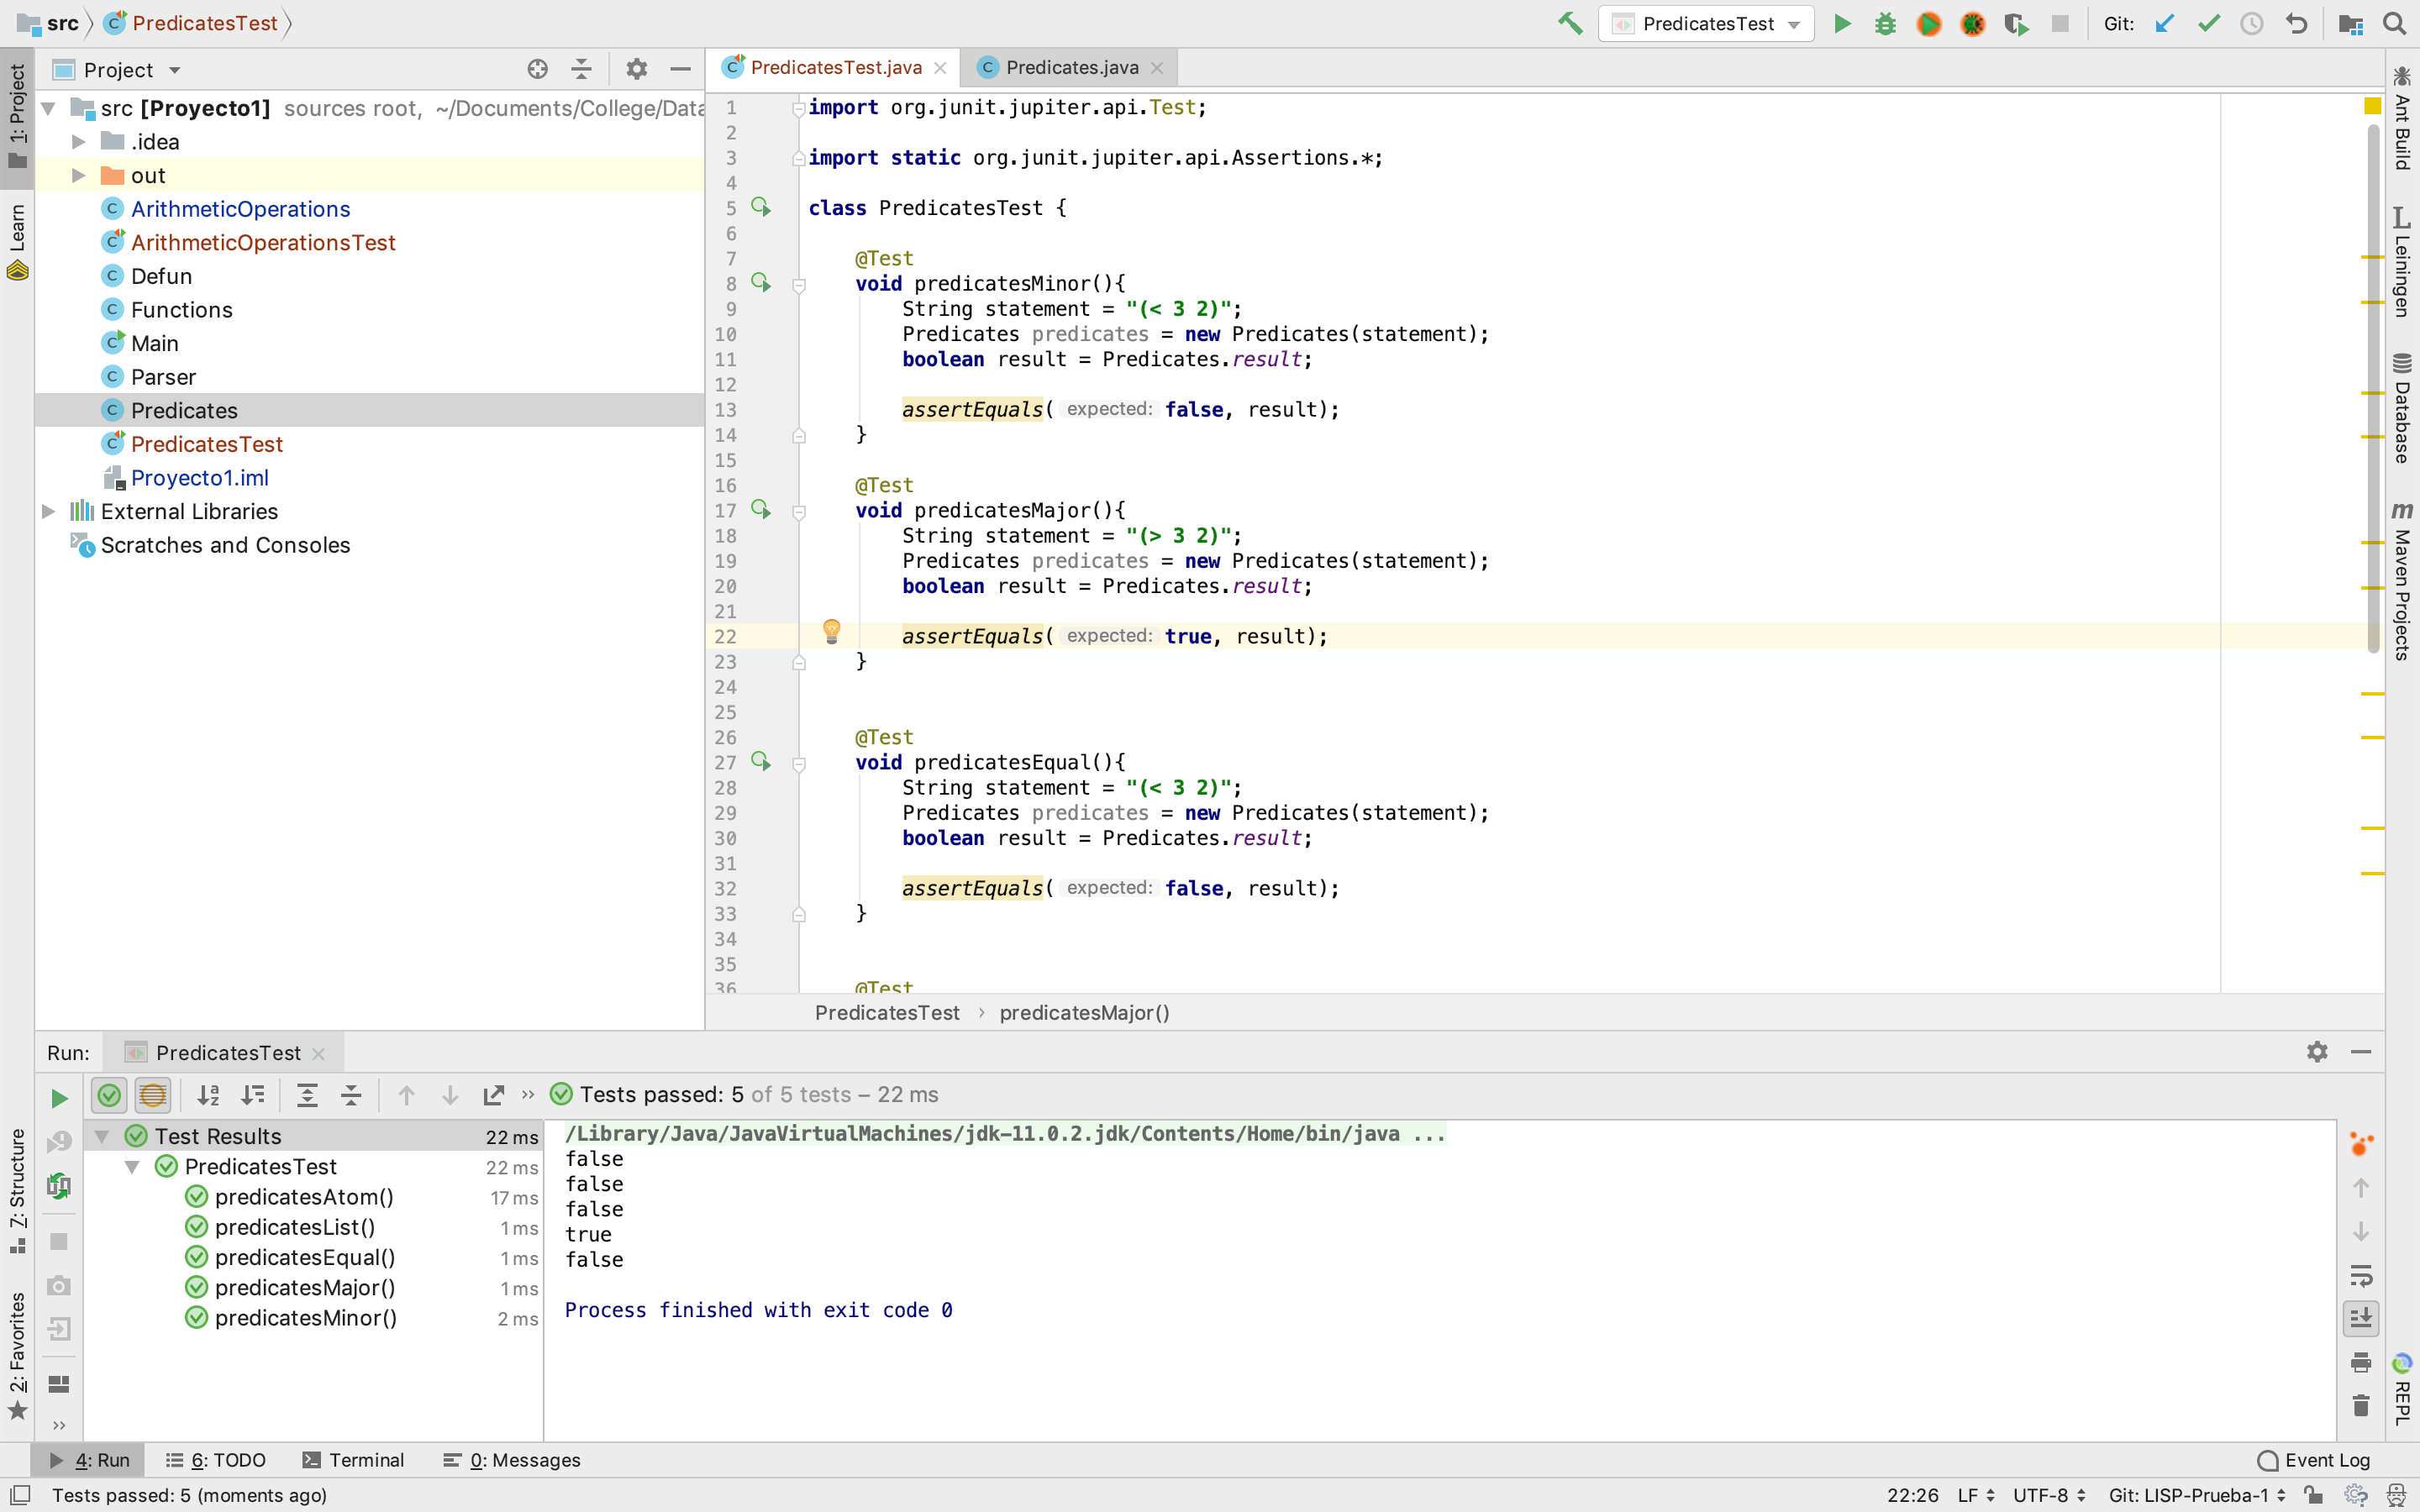 src PredicatesTest
PredicatesTest Git:
Project
src [Proyecto1] sources root, ~/Documents/College/Data
.idea
out
ArithmeticOperations
ArithmeticOperationsTest
Defun
Functions
Main
Parser
Predicates
PredicatesTest
Proyecto1.iml
External Libraries
Scratches and Consoles
1: Project
Learn
7: Structure
2: Favorites
PredicatesTest.java Predicates.java
1 import org.junit.jupiter.api.Test;
2
3 import static org.junit.jupiter.api.Assertions.*;
4
5 class PredicatesTest {
6
7 @Test
8 void predicatesMinor(){
9 String statement = "(< 3 2)";
10 Predicates predicates = new Predicates(statement);
11 boolean result = Predicates.result;
12
13 assertEquals( expected: false, result);
14 }
15
16 @Test
17 void predicatesMajor(){
18 String statement = "(> 3 2)";
19 Predicates predicates = new Predicates(statement);
20 boolean result = Predicates.result;
21
22 assertEquals( expected: true, result);
23 }
24
25
26 @Test
27 void predicatesEqual(){
28 String statement = "(< 3 2)";
29 Predicates predicates = new Predicates(statement);
30 boolean result = Predicates.result;
31
32 assertEquals( expected: false, result);
33 }
34
35
36 @Test
PredicatesTest › predicatesMajor()
Ant Build
Leiningen
Database
Maven Projects
REPL
Run: PredicatesTest
Tests passed: 5 of 5 tests – 22 ms
Test Results 22 ms
PredicatesTest 22 ms
predicatesAtom() 17 ms
predicatesList() 1 ms
predicatesEqual() 1 ms
predicatesMajor() 1 ms
predicatesMinor() 2 ms
/Library/Java/JavaVirtualMachines/jdk-11.0.2.jdk/Contents/Home/bin/java ...
false
false
false
true
false
Process finished with exit code 0
4: Run 6: TODO Terminal 0: Messages Event Log
Tests passed: 5 (moments ago) 22:26 LF UTF-8 Git: LISP-Prueba-1